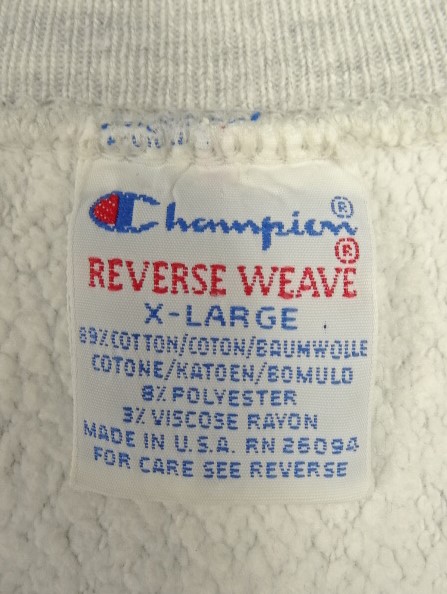 Champion®
REVERSE WEAVE®
X-LARGE
89% COTTON/COTON/BAUMWOLLE
COTONE/KATOEN/BOMULD
8% POLYESTER
3% VISCOSE RAYON
MADE IN U.S.A. RN 26094
FOR CARE SEE REVERSE